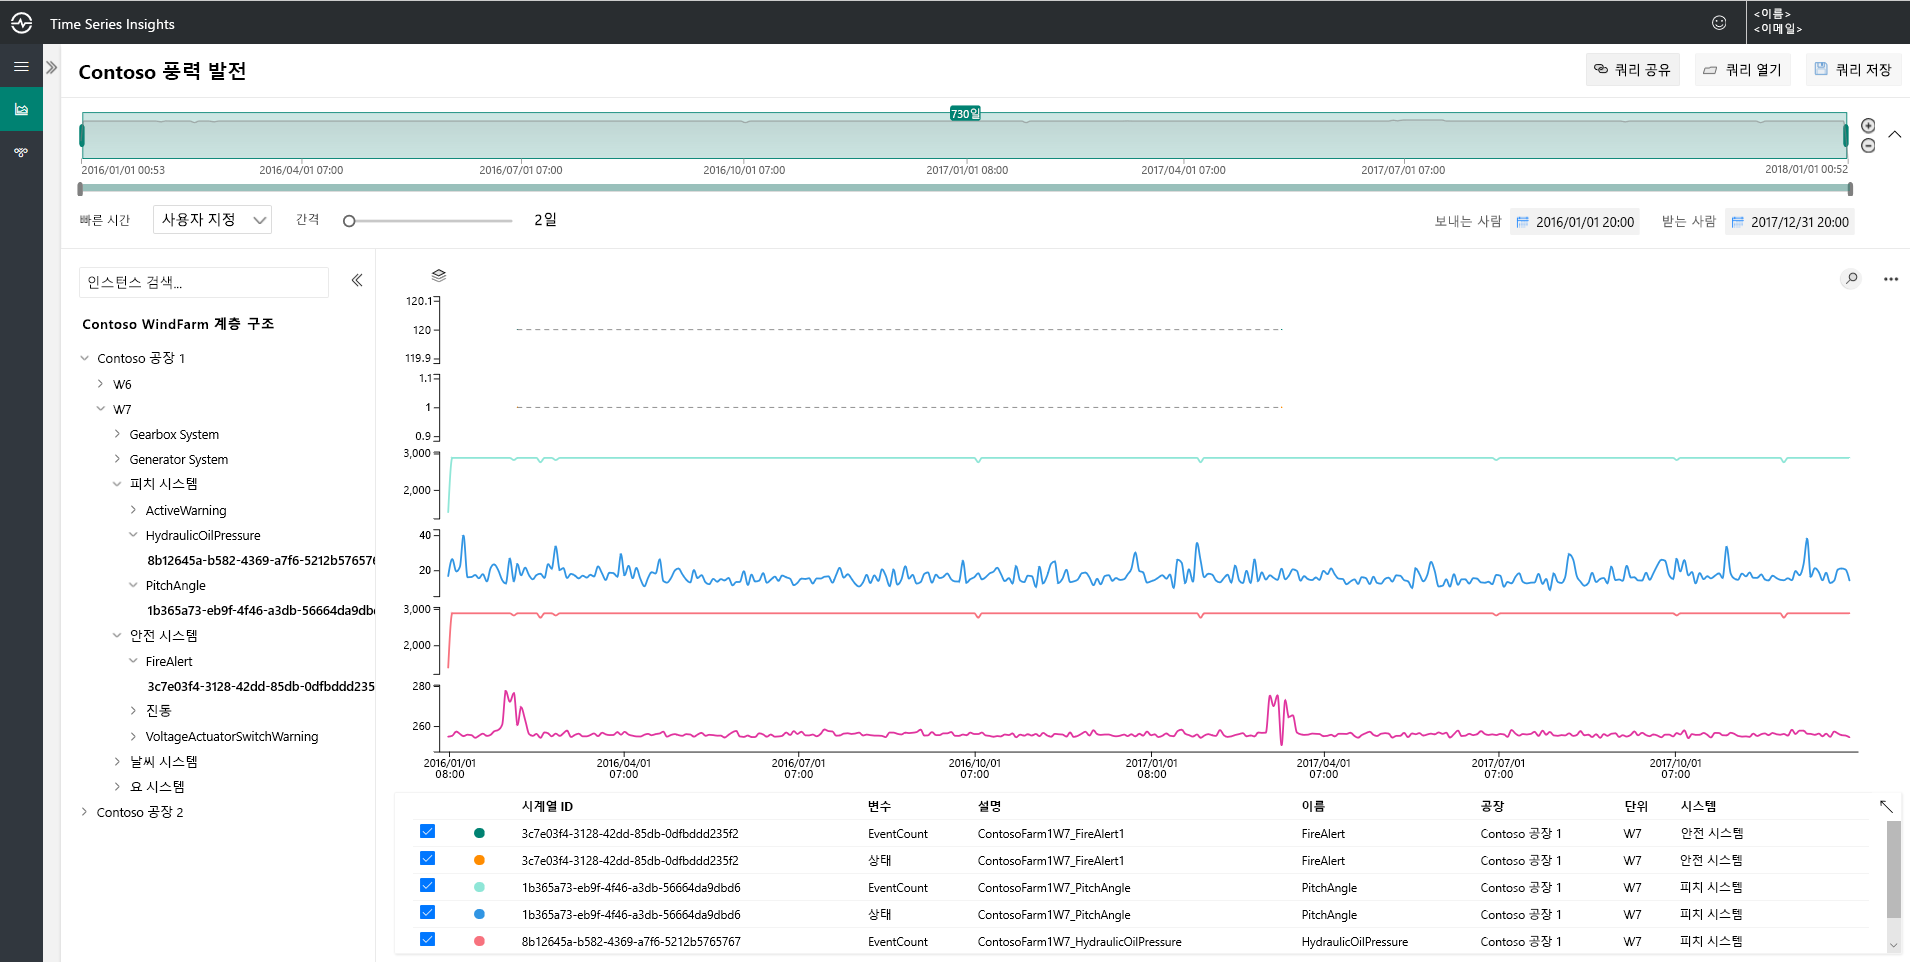 Time Series Insights
<이름>
<이메일>
Contoso 풍력 발전
쿼리 공유
쿼리 열기
쿼리 저장
730일
2016/01/01 00:53
2016/04/01 07:00
2016/07/01 07:00
2016/10/01 07:00
2017/01/01 08:00
2017/04/01 07:00
2017/07/01 07:00
2018/01/01 00:52
빠른 시간
사용자 지정
간격
2일
보내는 사람
2016/01/01 20:00
받는 사람
2017/12/31 20:00
인스턴스 검색...
Contoso WindFarm 계층 구조
Contoso 공장 1
W6
W7
Gearbox System
Generator System
피치 시스템
ActiveWarning
HydraulicOilPressure
8b12645a-b582-4369-a7f6-5212b576576
PitchAngle
1b365a73-eb9f-4f46-a3db-56664da9db
안전 시스템
FireAlert
3c7e03f4-3128-42dd-85db-0dfbddd235
진동
VoltageActuatorSwitchWarning
날씨 시스템
요 시스템
Contoso 공장 2
120.1
120
119.9
1.1
1
0.9
3,000
2,000
40
20
3,000
2,000
280
260
2016/01/01 08:00
2016/04/01 07:00
2016/07/01 07:00
2016/10/01 07:00
2017/01/01 08:00
2017/04/01 07:00
2017/07/01 07:00
2017/10/01 07:00
시계열 ID 변수 설명 이름 공장 단위 시스템
3c7e03f4-3128-42dd-85db-0dfbddd235f2 EventCount ContosoFarm1W7_FireAlert1 FireAlert Contoso 공장 1 W7 안전 시스템
3c7e03f4-3128-42dd-85db-0dfbddd235f2 상태 ContosoFarm1W7_FireAlert1 FireAlert Contoso 공장 1 W7 안전 시스템
1b365a73-eb9f-4f46-a3db-56664da9dbd6 EventCount ContosoFarm1W7_PitchAngle PitchAngle Contoso 공장 1 W7 피치 시스템
1b365a73-eb9f-4f46-a3db-56664da9dbd6 상태 ContosoFarm1W7_PitchAngle PitchAngle Contoso 공장 1 W7 피치 시스템
8b12645a-b582-4369-a7f6-5212b5765767 EventCount ContosoFarm1W7_HydraulicOilPressure HydraulicOilPressure Contoso 공장 1 W7 피치 시스템